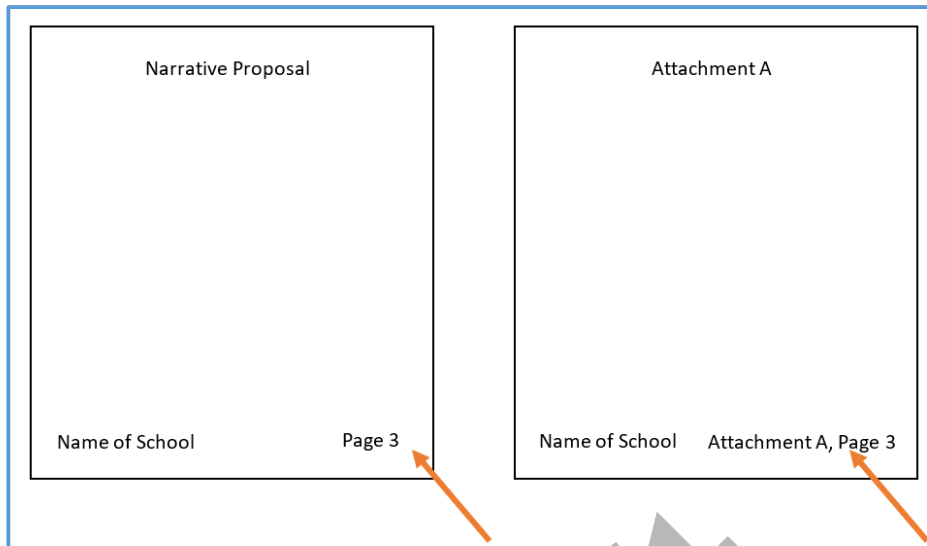 Narrative Proposal
Name of School Page 3
Attachment A
Name of School Attachment A, Page 3